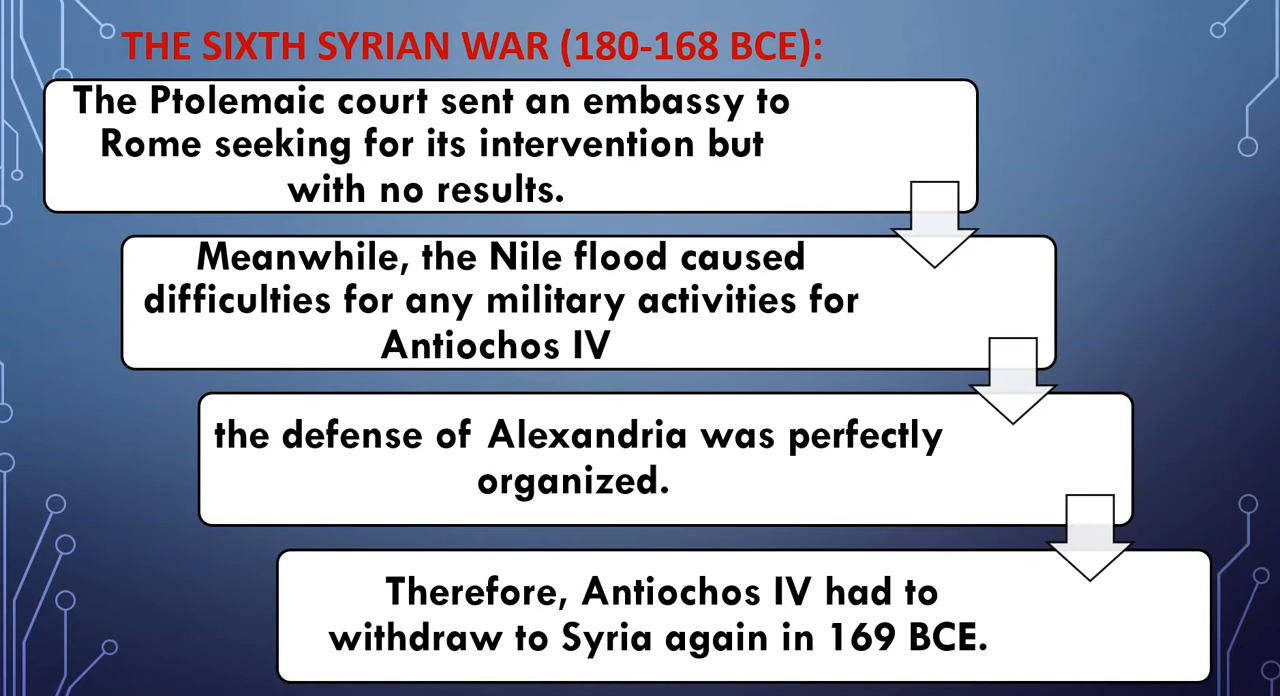 THE SIXTH SYRIAN WAR (180-168 BCE):
The Ptolemaic court sent an embassy to
Rome seeking for its intervention but
with no results.
Meanwhile, the Nile flood caused
difficulties for any military activities for
Antiochos IV
the defense of Alexandria was perfectly
organized.
Therefore, Antiochos IV had to
withdraw to Syria again in 169 BCE.